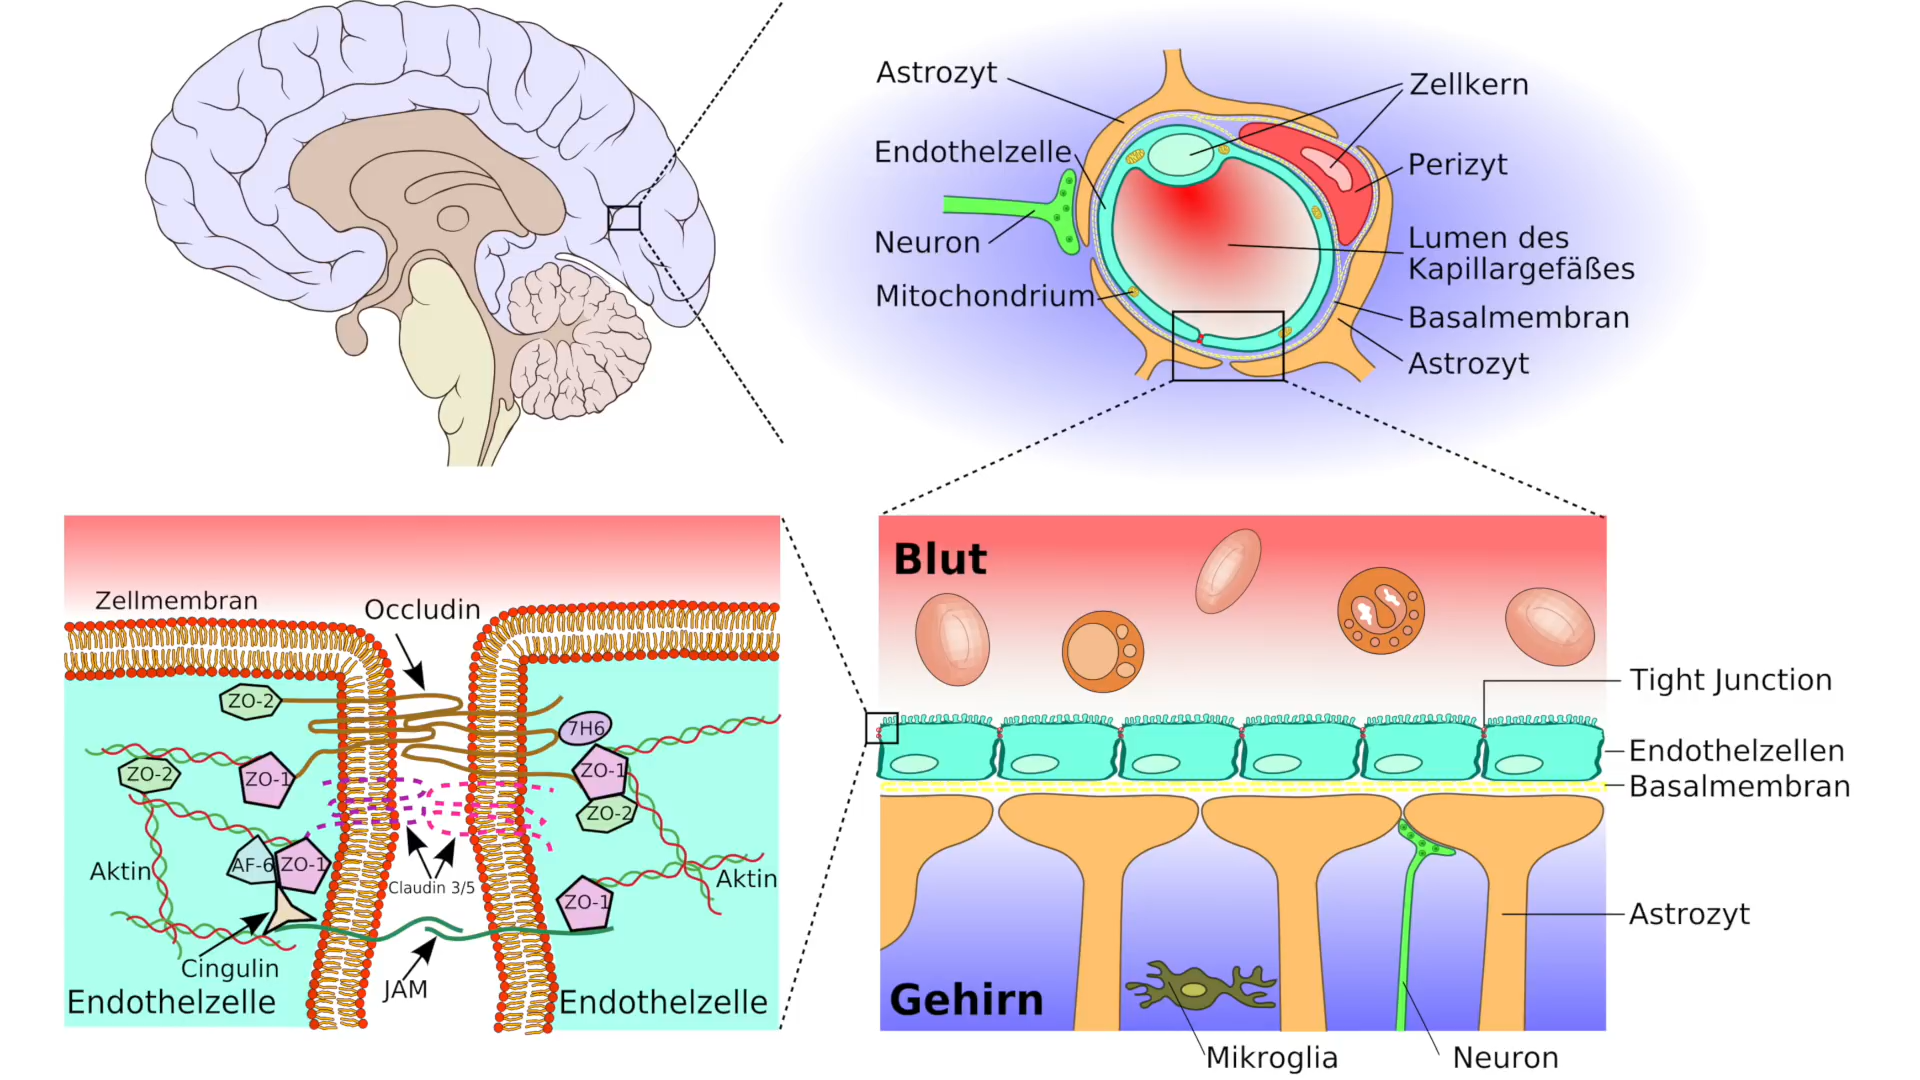 Astrozyt
Zellkern
Endothelzelle
Perizyt
Neuron
Lumen des
Kapillargefäßes
Mitochondrium
Basalmembran
Astrozyt
Zellmembran
Occludin
ZO-2
7H6
ZO-2
ZO-1
ZO-1
ZO-2
Aktin
AF-6
ZO-1
Claudin 3/5
Aktin
ZO-1
Cingulin
JAM
Endothelzelle
Endothelzelle
Blut
Tight Junction
Endothelzellen
Basalmembran
Astrozyt
Gehirn
Mikroglia
Neuron